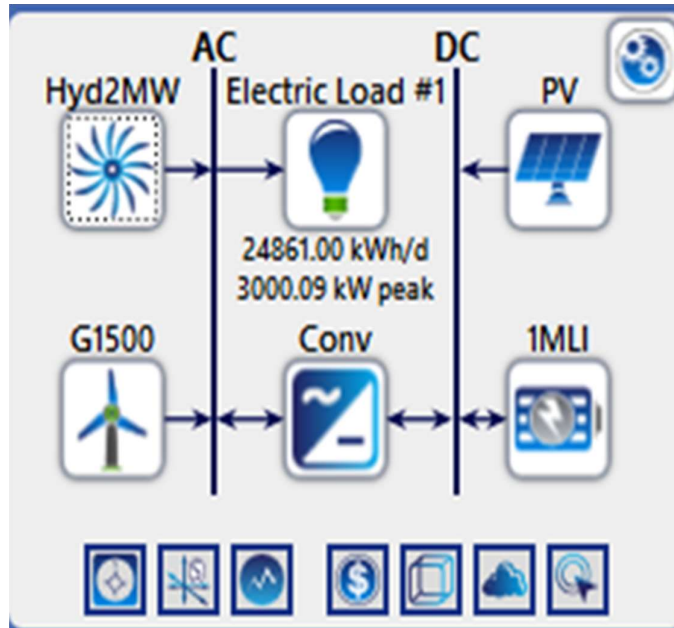 AC DC
Hyd2MW Electric Load #1 PV
24861.00 kWh/d
3000.09 kW peak
G1500 Conv 1MLI